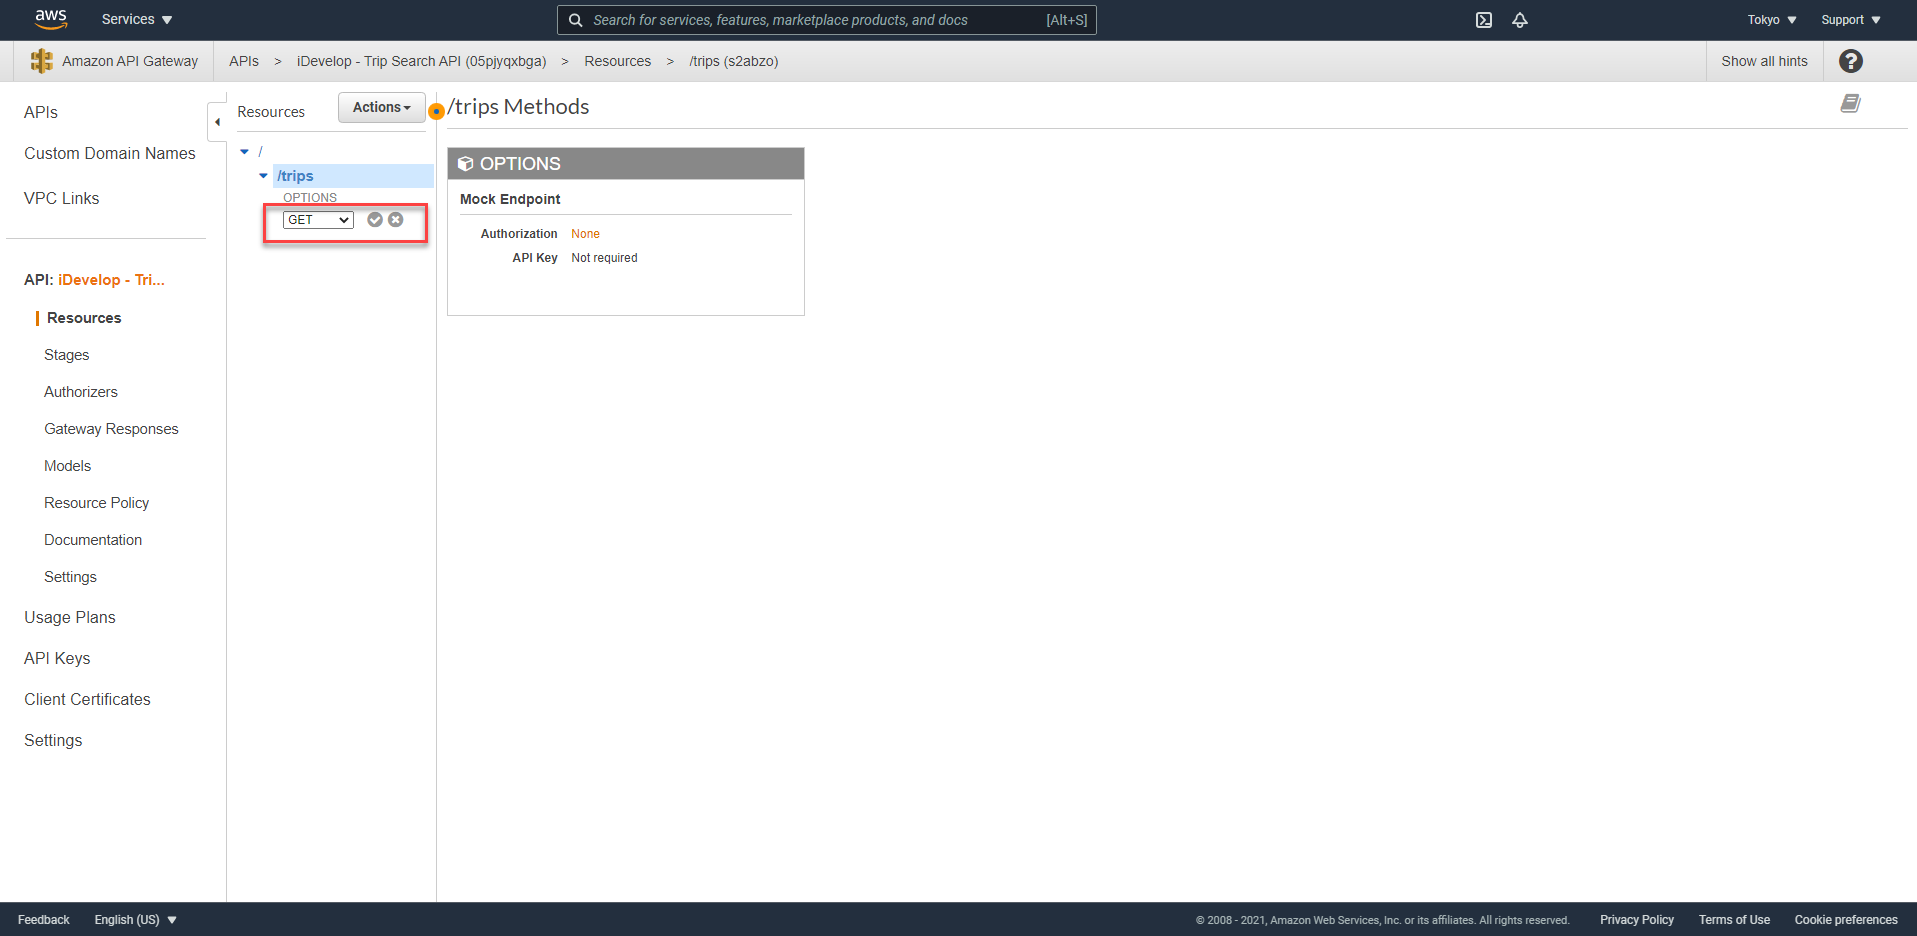 aws
Services
Search for services, features, marketplace products, and docs [Alt+S]
Tokyo
Support
Amazon API Gateway
APIs > iDevelop - Trip Search API (05pjyqxbga) > Resources > /trips (s2abzo)
Show all hints
?
APIs
Custom Domain Names
VPC Links
API: iDevelop - Tri...
Resources
Stages
Authorizers
Gateway Responses
Models
Resource Policy
Documentation
Settings
Usage Plans
API Keys
Client Certificates
Settings
Resources
Actions
/
/trips
OPTIONS
GET
/trips Methods
OPTIONS
Mock Endpoint
Authorization None
API Key Not required
Feedback
English (US)
© 2008 - 2021, Amazon Web Services, Inc. or its affiliates. All rights reserved.
Privacy Policy
Terms of Use
Cookie preferences